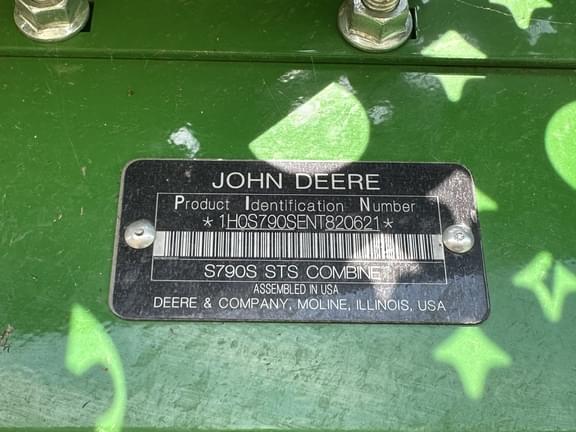 JOHN DEERE
Product Identification Number
*1H0S790SENT820621*
S790S STS COMBINE
ASSEMBLED IN USA
DEERE & COMPANY, MOLINE, ILLINOIS, USA